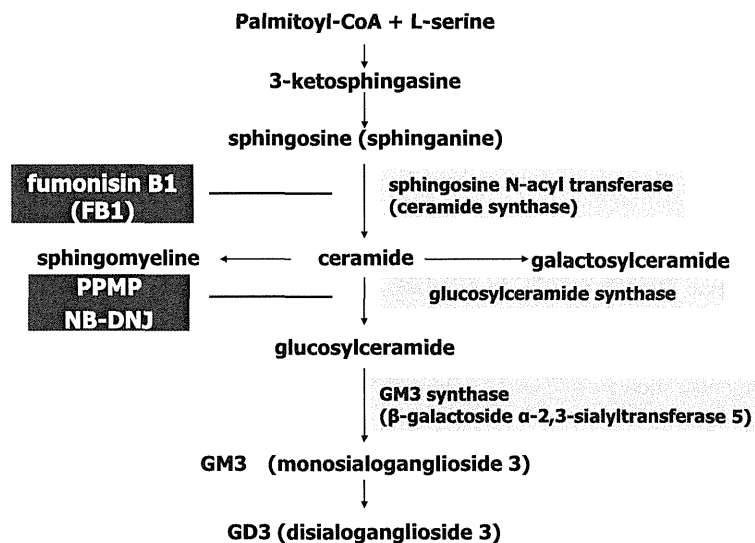 Palmitoyl-CoA + L-serine
3-ketosphingasine
sphingosine (sphinganine)
fumonisin B1
(FB1)
sphingosine N-acyl transferase
(ceramide synthase)
sphingomyeline
ceramide
galactosylceramide
PPMP
NB-DNJ
glucosylceramide synthase
glucosylceramide
GM3 synthase
(β-galactoside α-2,3-sialyltransferase 5)
GM3 (monosialoganglioside 3)
GD3 (disialoganglioside 3)